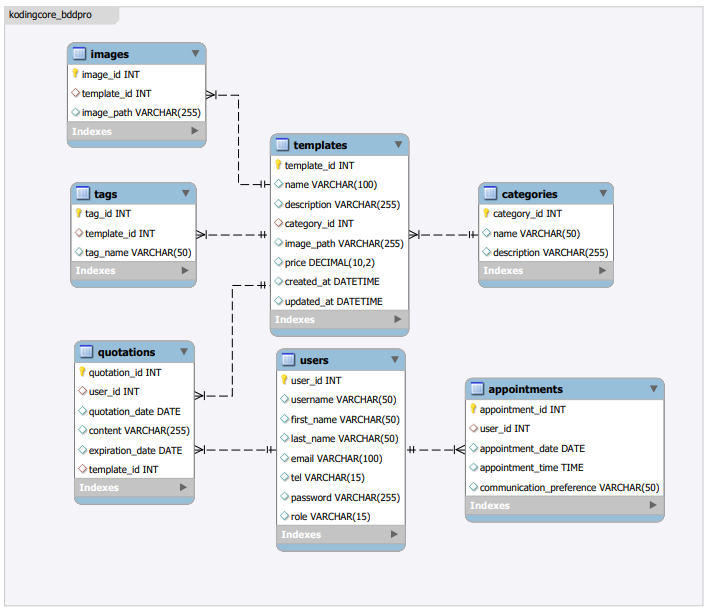 kodingcore_bddpro
images
image_id INT
template_id INT
image_path VARCHAR(255)
Indexes
templates
template_id INT
name VARCHAR(100)
description VARCHAR(255)
category_id INT
image_path VARCHAR(255)
price DECIMAL(10,2)
created_at DATETIME
updated_at DATETIME
Indexes
tags
tag_id INT
template_id INT
tag_name VARCHAR(50)
Indexes
categories
category_id INT
name VARCHAR(50)
description VARCHAR(255)
Indexes
quotations
quotation_id INT
user_id INT
quotation_date DATE
content VARCHAR(255)
expiration_date DATE
template_id INT
Indexes
users
user_id INT
username VARCHAR(50)
first_name VARCHAR(50)
last_name VARCHAR(50)
email VARCHAR(100)
tel VARCHAR(15)
password VARCHAR(255)
role VARCHAR(15)
Indexes
appointments
appointment_id INT
user_id INT
appointment_date DATE
appointment_time TIME
communication_preference VARCHAR(50)
Indexes